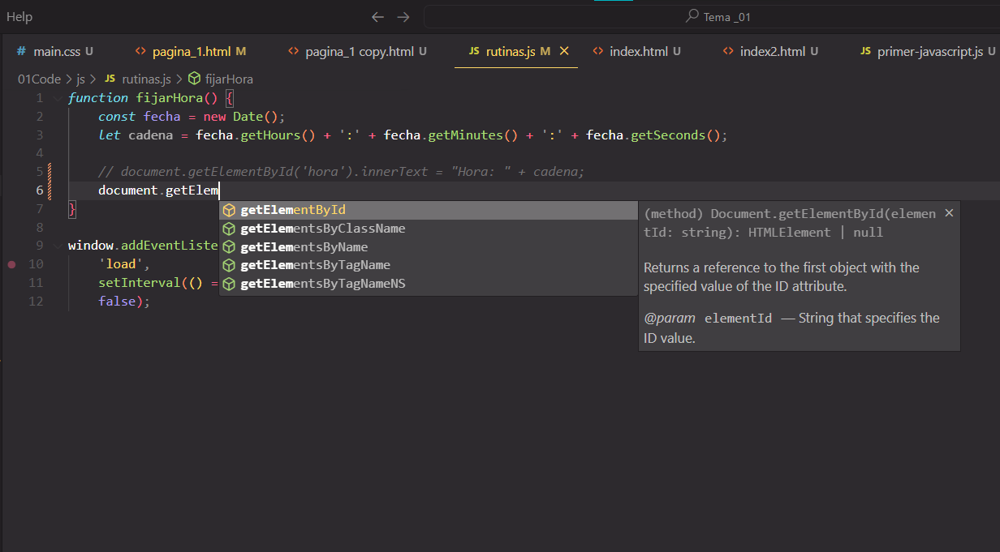 Help
← → Tema _01
# main.css U <> pagina_1.html M <> pagina_1 copy.html U JS rutinas.js M × <> index.html U <> index2.html U JS primer-javascript.js U
01Code > js > JS rutinas.js > fijarHora
1 function fijarHora() {
2 const fecha = new Date();
3 let cadena = fecha.getHours() + ':' + fecha.getMinutes() + ':' + fecha.getSeconds();
4
5 // document.getElementById('hora').innerText = "Hora: " + cadena;
6 document.getElem
7 }
8
9 window.addEventListe
10 'load',
11 setInterval(() =
12 false);
getElementById
getElementsByClassName
getElementsByName
getElementsByTagName
getElementsByTagNameNS
(method) Document.getElementById(elemen ×
tId: string): HTMLElement | null
Returns a reference to the first object with the
specified value of the ID attribute.
@param elementId — String that specifies the
ID value.